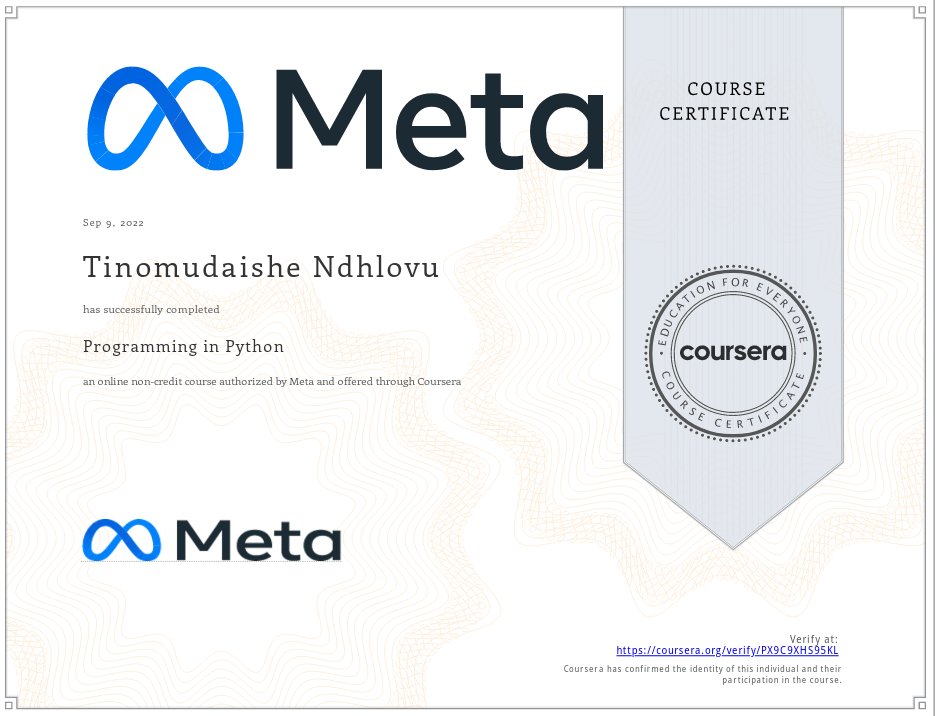 Meta
COURSE
CERTIFICATE
Sep 9, 2022
Tinomudaishe Ndhlovu
has successfully completed
Programming in Python
an online non-credit course authorized by Meta and offered through Coursera
EDUCATION FOR EVERYONE
coursera
COURSE CERTIFICATE
Meta
Verify at:
https://coursera.org/verify/PX9C9XHS95KL
Coursera has confirmed the identity of this individual and their
participation in the course.